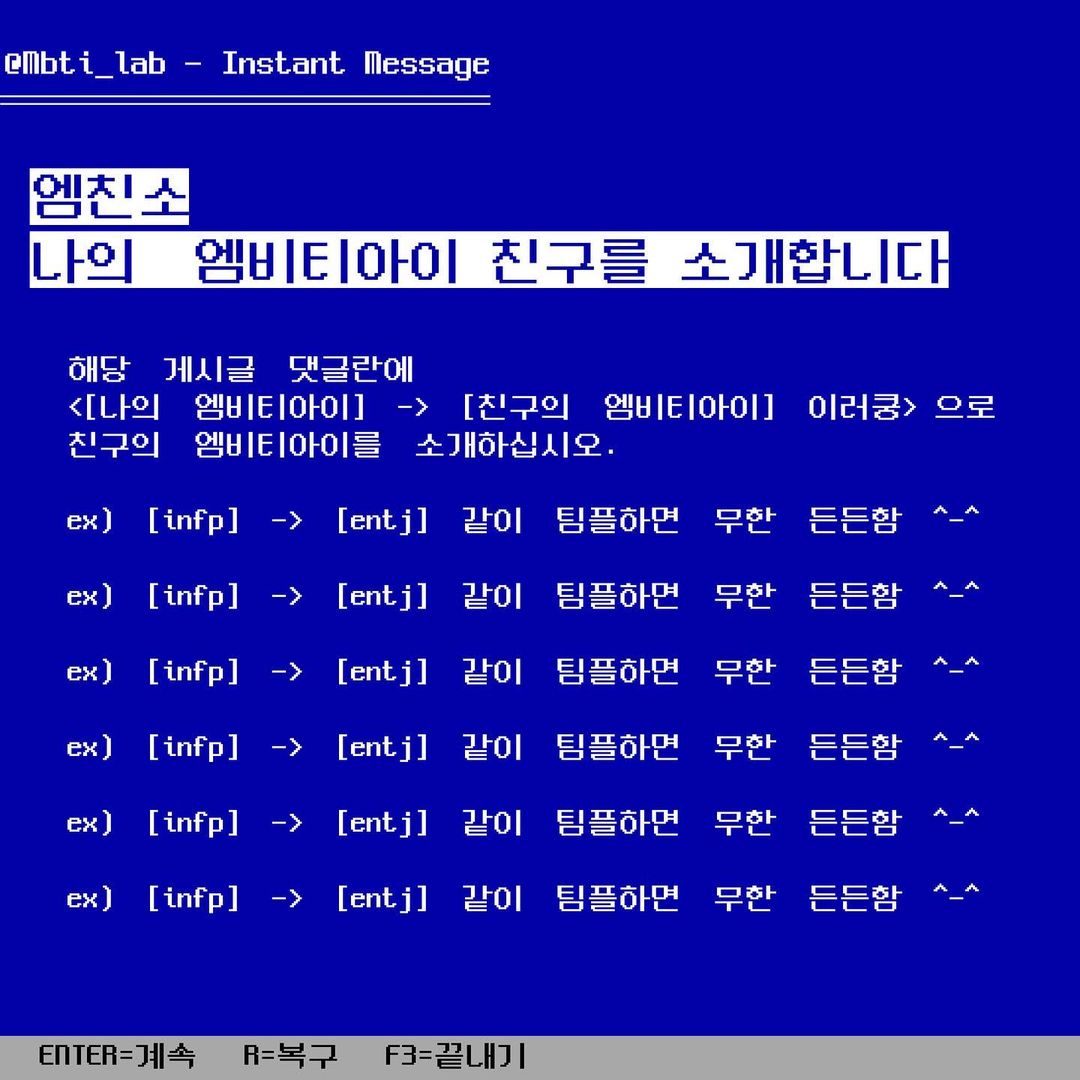 @Mbti_lab - Instant Message
엠친소
나의 엠비티아이 친구를 소개합니다
해당 게시글 댓글란에
<[나의 엠비티아이] -> [친구의 엠비티아이] 이러쿵> 으로
친구의 엠비티아이를 소개하십시오.
ex) [infp] -> [entj] 같이 팀플하면 무한 든든함 ^-^
ex) [infp] -> [entj] 같이 팀플하면 무한 든든함 ^-^
ex) [infp] -> [entj] 같이 팀플하면 무한 든든함 ^-^
ex) [infp] -> [entj] 같이 팀플하면 무한 든든함 ^-^
ex) [infp] -> [entj] 같이 팀플하면 무한 든든함 ^-^
ex) [infp] -> [entj] 같이 팀플하면 무한 든든함 ^-^
ENTER=계속 R=복구 F3=끝내기